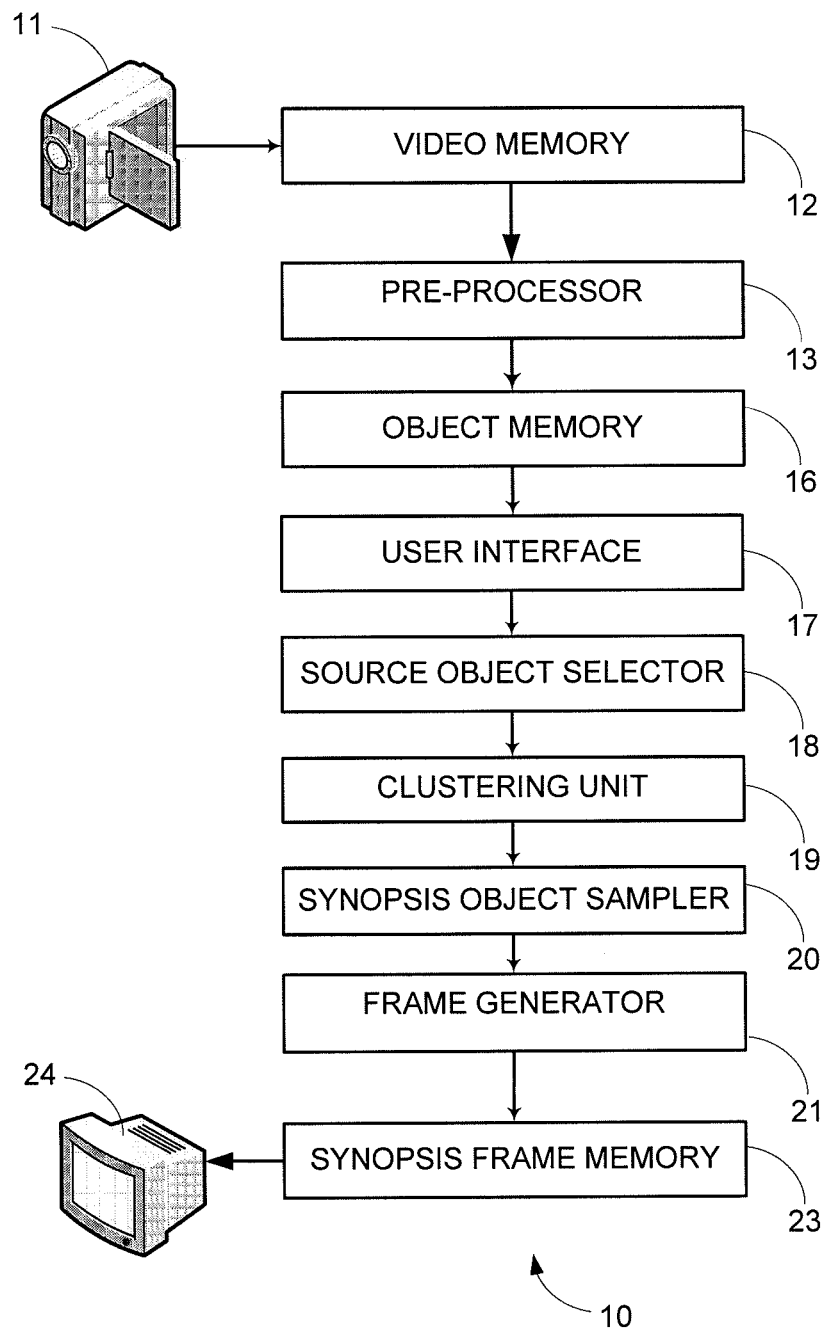 11
VIDEO MEMORY
12
PRE-PROCESSOR
13
OBJECT MEMORY
16
USER INTERFACE
17
SOURCE OBJECT SELECTOR
18
CLUSTERING UNIT
19
SYNOPSIS OBJECT SAMPLER
20
FRAME GENERATOR
21
24
SYNOPSIS FRAME MEMORY
23
10